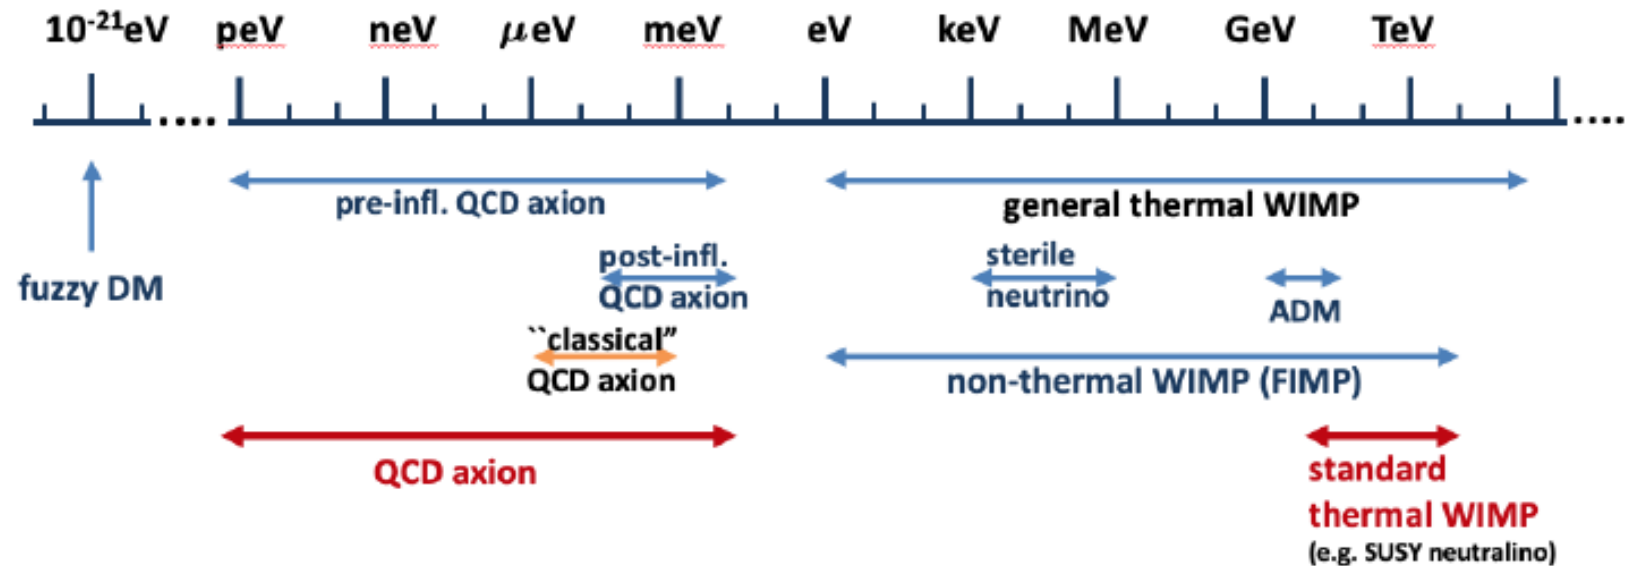 10⁻²¹eV peV neV μeV meV eV keV MeV GeV TeV
....
....
pre-infl. QCD axion
general thermal WIMP
fuzzy DM
post-infl.
QCD axion
sterile
neutrino
ADM
``classical”
QCD axion
non-thermal WIMP (FIMP)
QCD axion
standard
thermal WIMP
(e.g. SUSY neutralino)